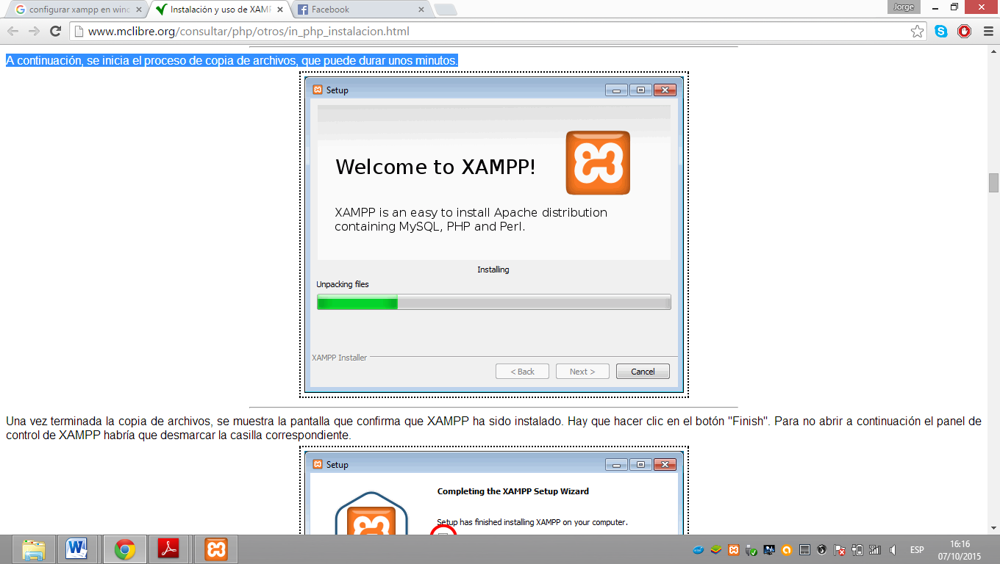 configurar xampp en wind
Instalación y uso de XAMP
Facebook
Jorge
www.mclibre.org/consultar/php/otros/in_php_instalacion.html
A continuación, se inicia el proceso de copia de archivos, que puede durar unos minutos.
Setup
Welcome to XAMPP!
XAMPP is an easy to install Apache distribution
containing MySQL, PHP and Perl.
Installing
Unpacking files
XAMPP Installer
< Back
Next >
Cancel
Una vez terminada la copia de archivos, se muestra la pantalla que confirma que XAMPP ha sido instalado. Hay que hacer clic en el botón "Finish". Para no abrir a continuación el panel de
control de XAMPP habría que desmarcar la casilla correspondiente.
Setup
Completing the XAMPP Setup Wizard
Setup has finished installing XAMPP on your computer.
ESP
16:16
07/10/2015